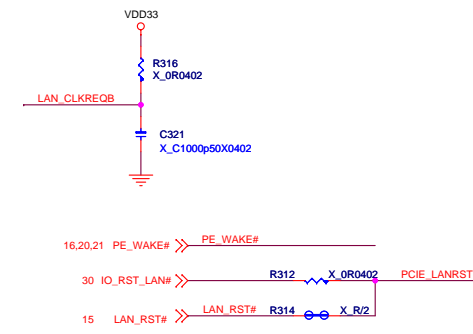 VDD33
R316
X_0R0402
LAN_CLKREQB
C321
X_C1000p50X0402
16,20,21 PE_WAKE# PE_WAKE#
30 IO_RST_LAN# R312 X_0R0402 PCIE_LANRST
15 LAN_RST# LAN_RST# R314 X_R/2